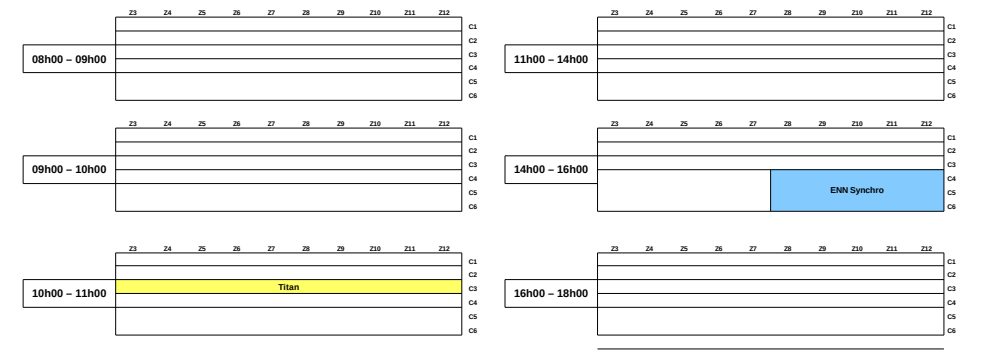 Z3 Z4 Z5 Z6 Z7 Z8 Z9 Z10 Z11 Z12
C1
C2
08h00 – 09h00
C3
C4
C5
C6
Z3 Z4 Z5 Z6 Z7 Z8 Z9 Z10 Z11 Z12
C1
C2
09h00 – 10h00
C3
C4
C5
C6
Z3 Z4 Z5 Z6 Z7 Z8 Z9 Z10 Z11 Z12
C1
C2
10h00 – 11h00
Titan
C3
C4
C5
C6
Z3 Z4 Z5 Z6 Z7 Z8 Z9 Z10 Z11 Z12
C1
C2
11h00 – 14h00
C3
C4
C5
C6
Z3 Z4 Z5 Z6 Z7 Z8 Z9 Z10 Z11 Z12
C1
C2
14h00 – 16h00
C3
C4
ENN Synchro
C5
C6
Z3 Z4 Z5 Z6 Z7 Z8 Z9 Z10 Z11 Z12
C1
C2
16h00 – 18h00
C3
C4
C5
C6